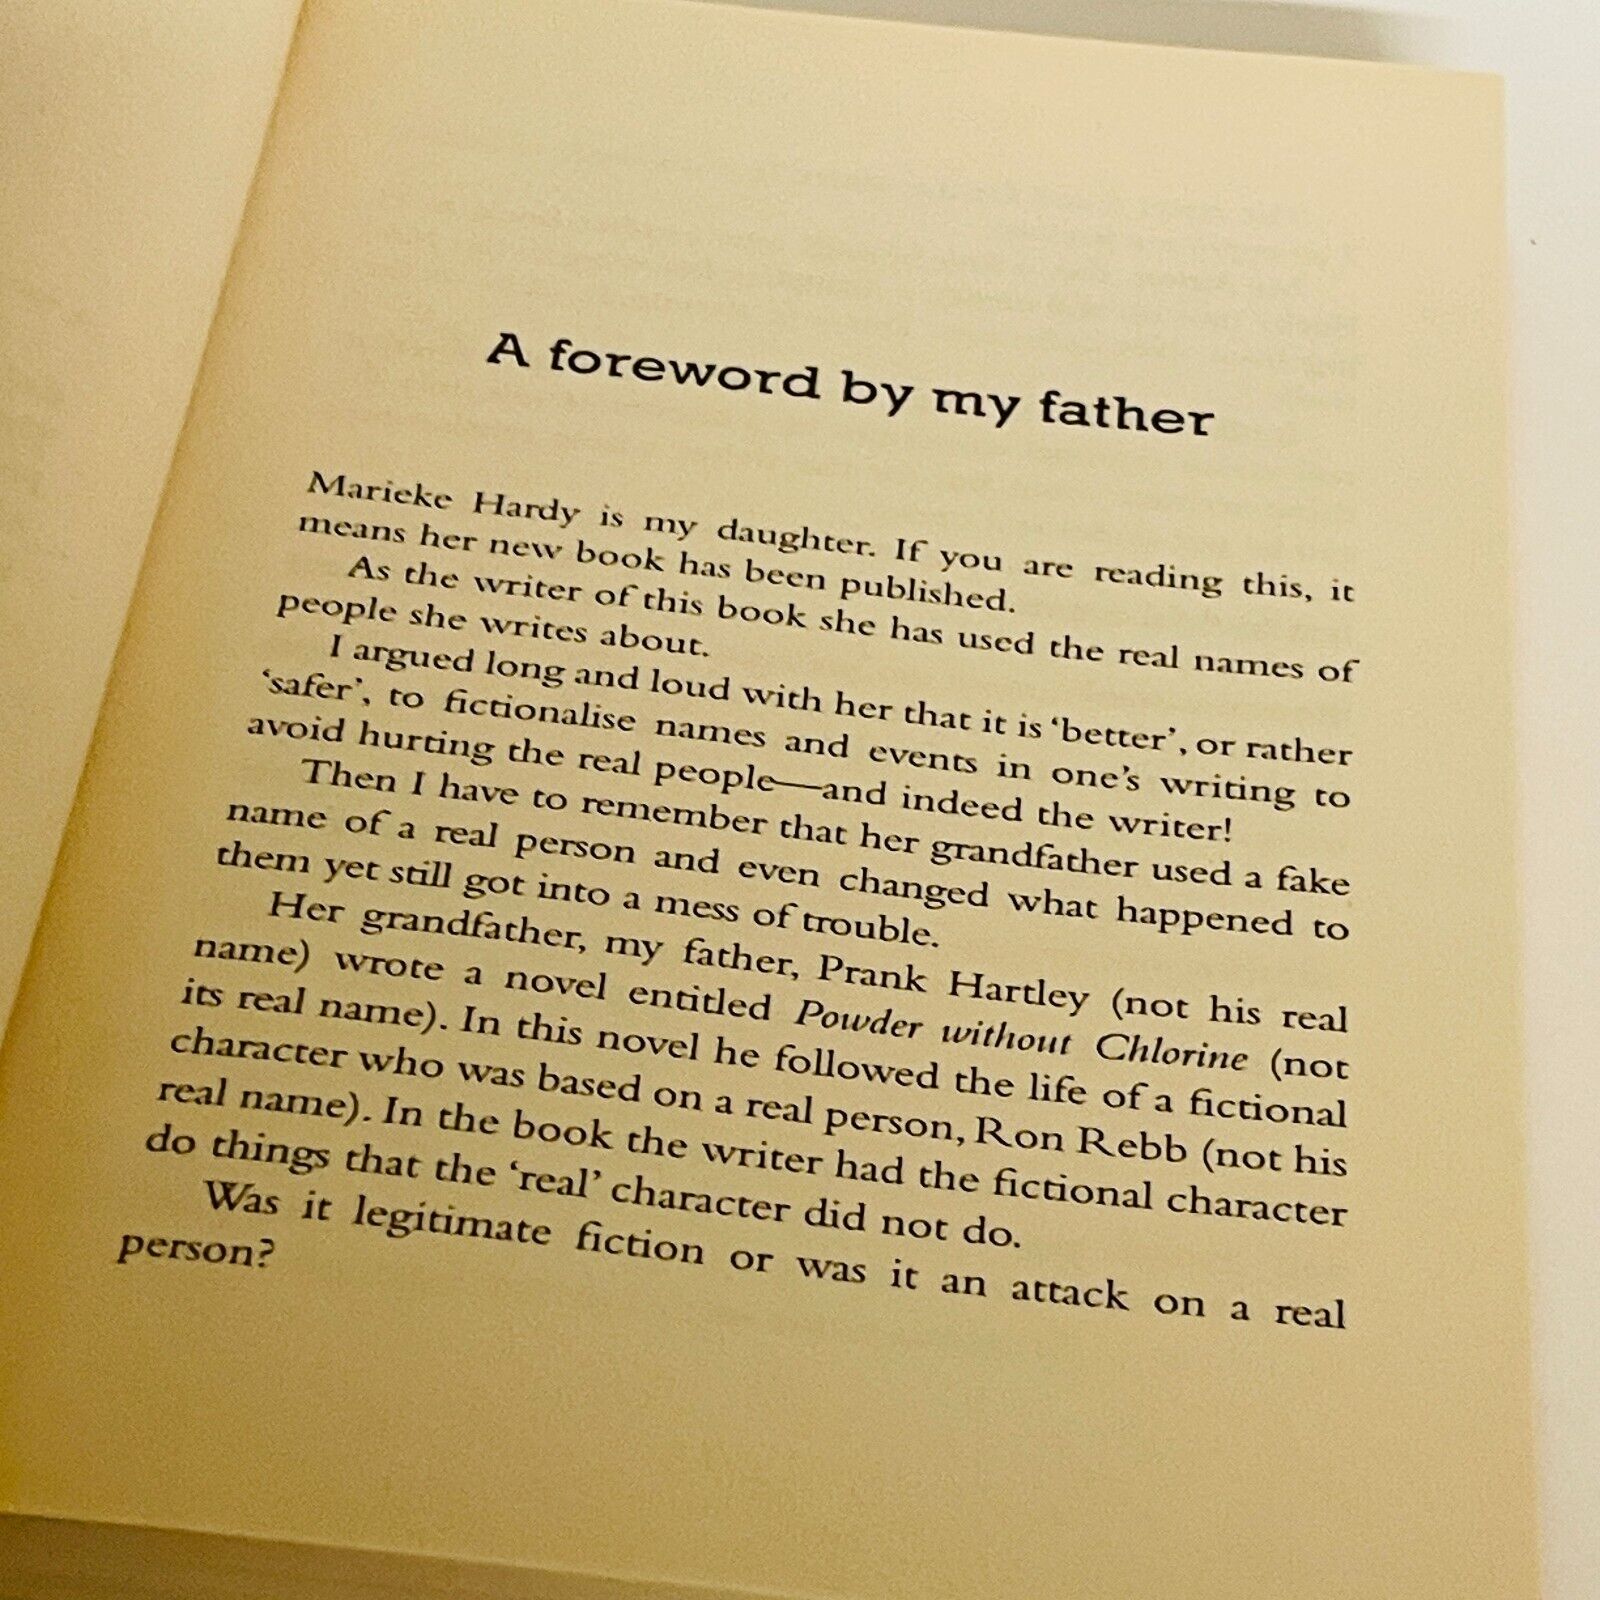 A foreword by my father
Marieke Hardy is my daughter. If you are reading this, it
means her new book has been published.
As the writer of this book she has used the real names of
people she writes about.
I argued long and loud with her that it is ‘better’, or rather
‘safer’, to fictionalise names and events in one’s writing to
avoid hurting the real people—and indeed the writer!
Then I have to remember that her grandfather used a fake
name of a real person and even changed what happened to
them yet still got into a mess of trouble.
Her grandfather, my father, Prank Hartley (not his real
name) wrote a novel entitled Powder without Chlorine (not
its real name). In this novel he followed the life of a fictional
character who was based on a real person, Ron Rebb (not his
real name). In the book the writer had the fictional character
do things that the ‘real’ character did not do.
Was it legitimate fiction or was it an attack on a real
person?